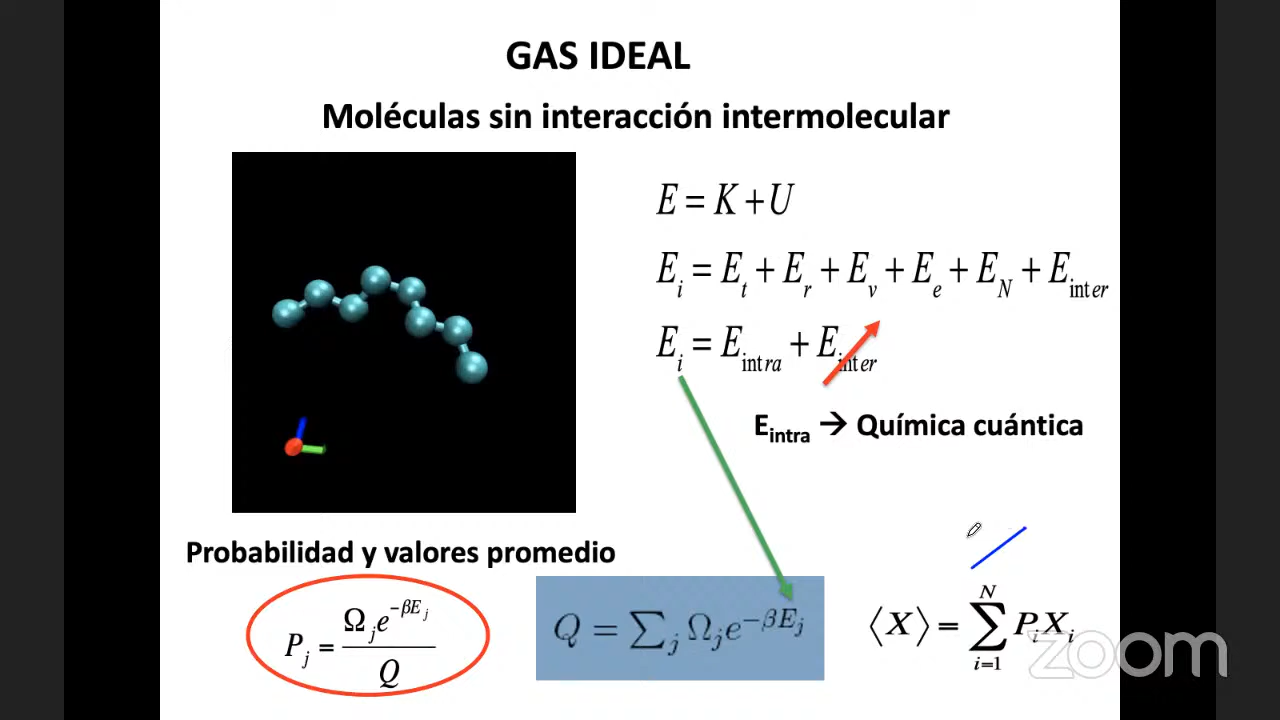 GAS IDEAL
Moléculas sin interacción intermolecular
E = K + U
E_i = E_t + E_r + E_v + E_e + E_N + E_inter
E_i = E_intra + E_inter
E_intra → Química cuántica
Probabilidad y valores promedio
P_j = Ω_j e^{-βE_j} / Q
Q = ∑_j Ω_j e^{-βE_j}
⟨X⟩ = ∑_{i=1}^{N} P_i X_i
zoom